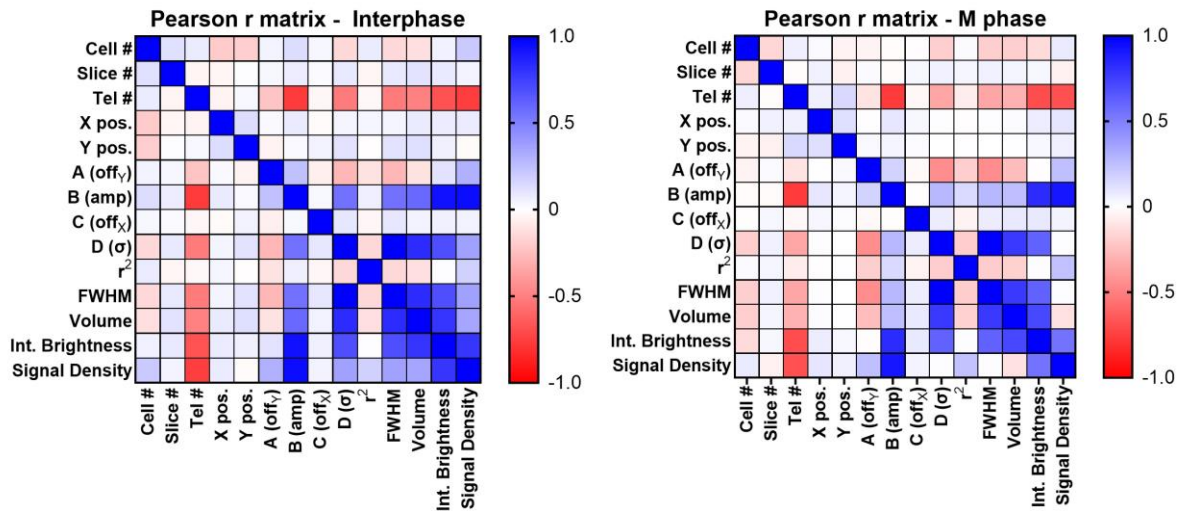 Pearson r matrix - Interphase
Cell #
Slice #
Tel #
X pos.
Y pos.
A (offY)
B (amp)
C (offX)
D (σ)
r2
FWHM
Volume
Int. Brightness
Signal Density
Cell #
Slice #
Tel #
X pos.
Y pos.
A (offY)
B (amp)
C (offX)
D (σ)
r2
FWHM
Volume
Int. Brightness
Signal Density
1.0
0.5
0
-0.5
-1.0
Pearson r matrix - M phase
Cell #
Slice #
Tel #
X pos.
Y pos.
A (offY)
B (amp)
C (offX)
D (σ)
r2
FWHM
Volume
Int. Brightness
Signal Density
Cell #
Slice #
Tel #
X pos.
Y pos.
A (offY)
B (amp)
C (offX)
D (σ)
r2
FWHM
Volume
Int. Brightness
Signal Density
1.0
0.5
0
-0.5
-1.0